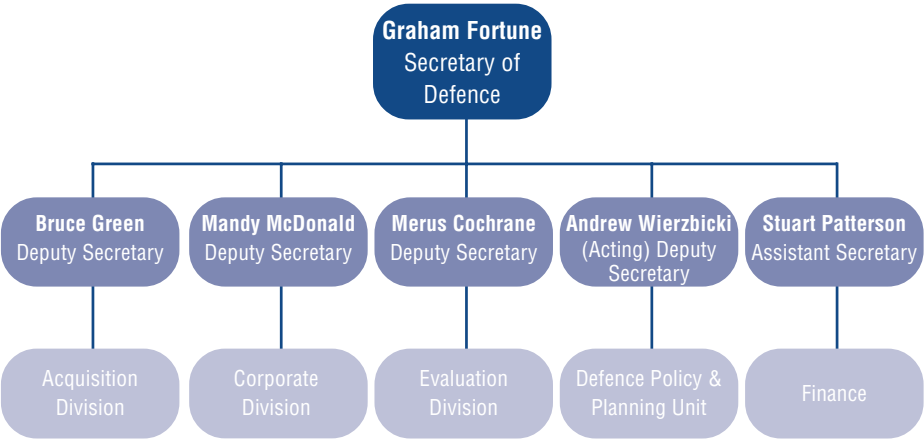 Graham Fortune
Secretary of
Defence
Bruce Green
Deputy Secretary
Mandy McDonald
Deputy Secretary
Merus Cochrane
Deputy Secretary
Andrew Wierzbicki
(Acting) Deputy
Secretary
Stuart Patterson
Assistant Secretary
Acquisition
Division
Corporate
Division
Evaluation
Division
Defence Policy &
Planning Unit
Finance